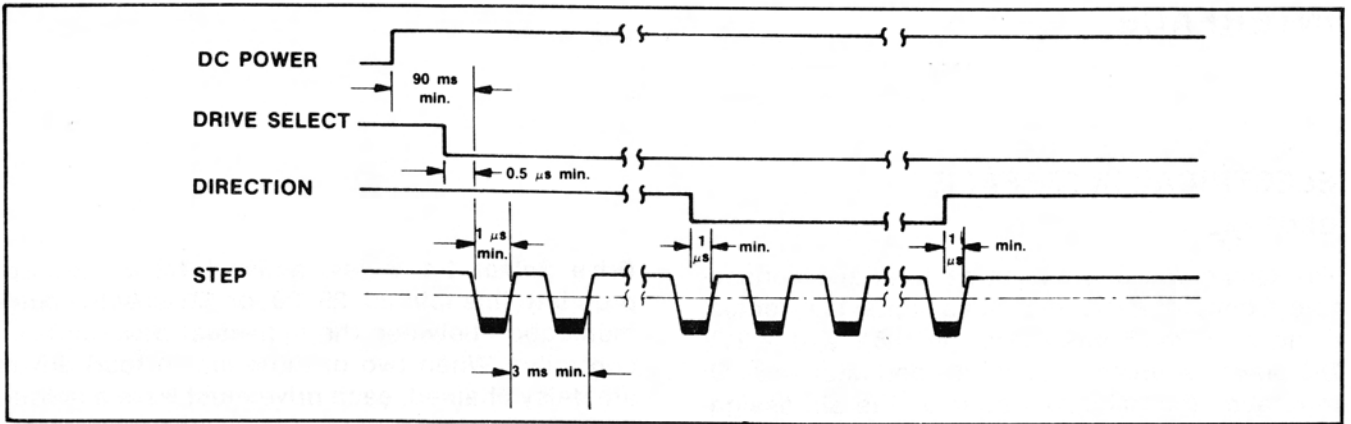 DC POWER
90 ms
min.
DRIVE SELECT
0.5 μs min.
DIRECTION
1 μs
min.
1
μs
min.
1
μs
min.
STEP
3 ms min.